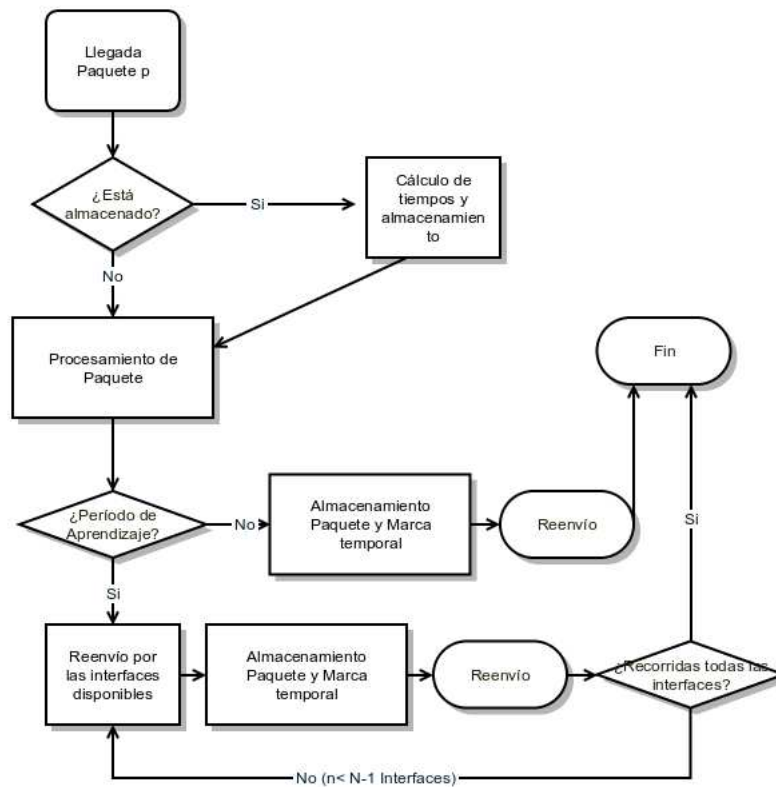 Llegada
Paquete p
¿Está
almacenado?
Si
Cálculo de
tiempos y
almacenamien
to
No
Procesamiento de
Paquete
Fin
¿Período de
Aprendizaje?
No
Almacenamiento
Paquete y Marca
temporal
Reenvío
Si
Si
Reenvío por
las interfaces
disponibles
Almacenamiento
Paquete y Marca
temporal
Reenvío
¿Recorridas todas las
interfaces?
No (n< N-1 Interfaces)